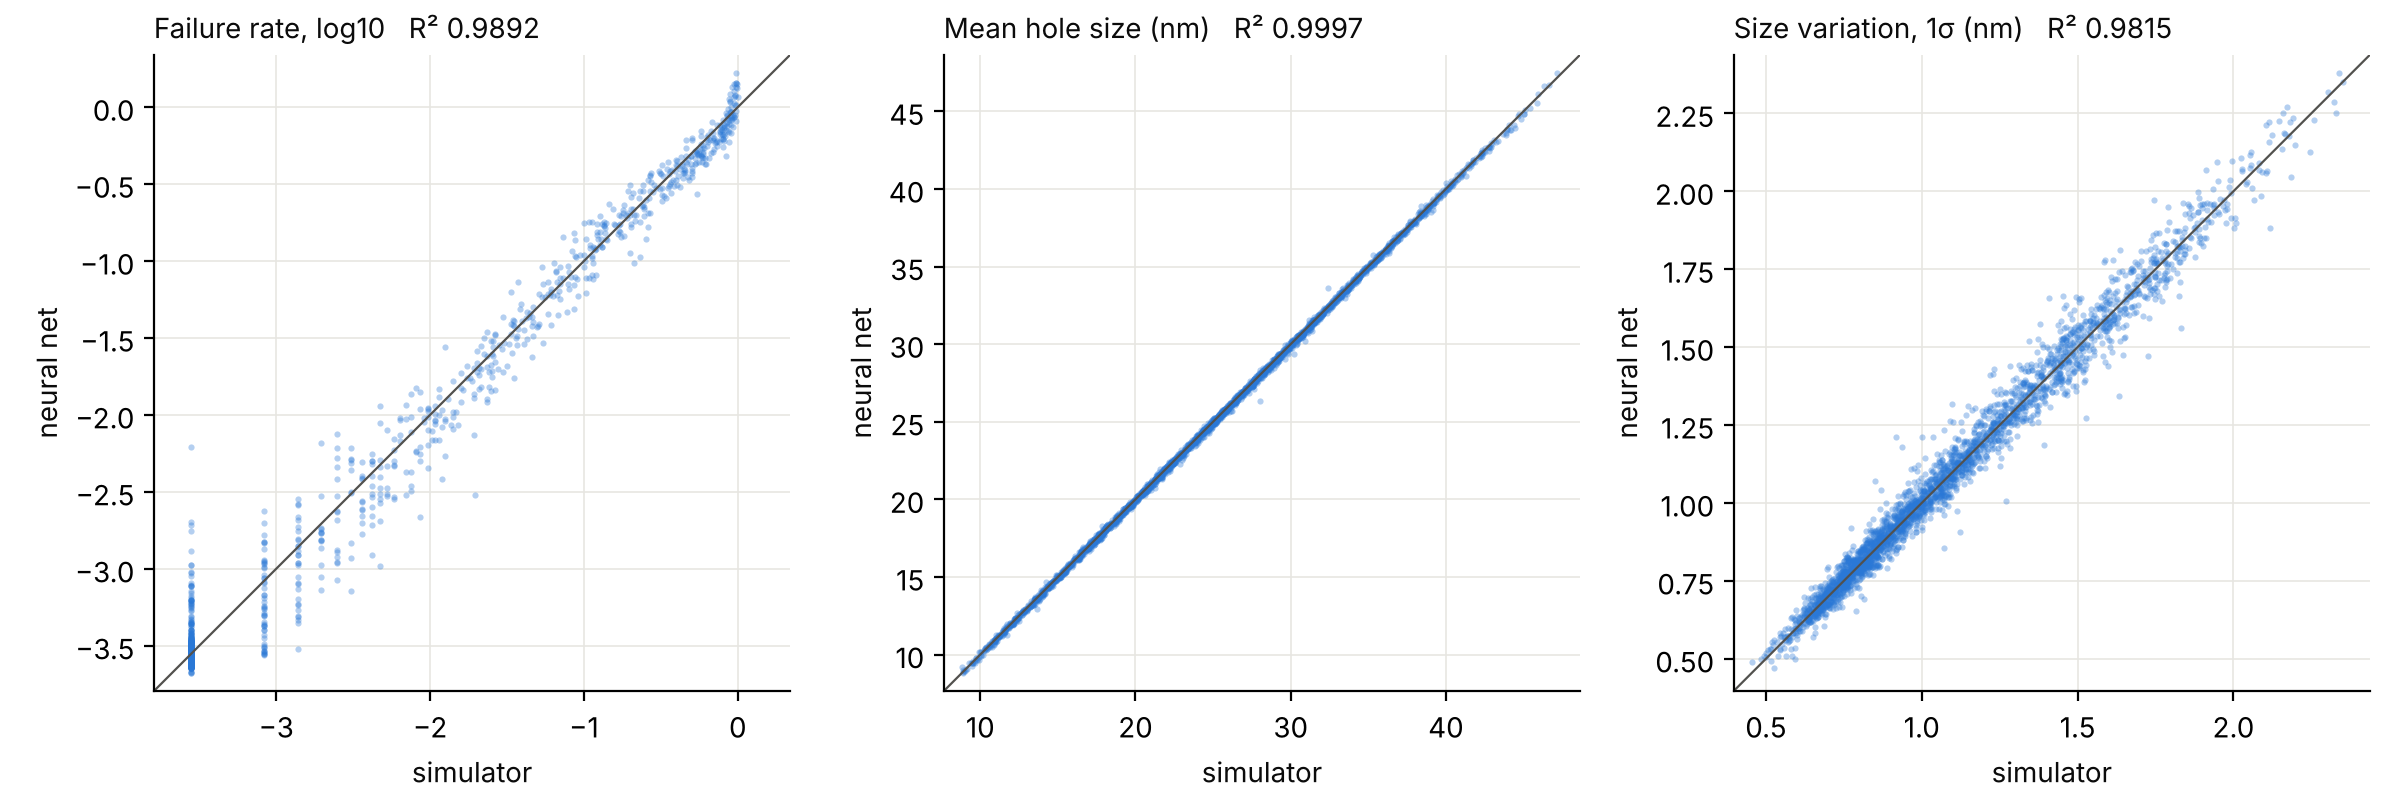 Failure rate, log10 R² 0.9892
0.0
−0.5
−1.0
−1.5
−2.0
−2.5
−3.0
−3.5
neural net
−3 −2 −1 0
simulator
Mean hole size (nm) R² 0.9997
45
40
35
30
25
20
15
10
neural net
10 20 30 40
simulator
Size variation, 1σ (nm) R² 0.9815
2.25
2.00
1.75
1.50
1.25
1.00
0.75
0.50
neural net
0.5 1.0 1.5 2.0
simulator